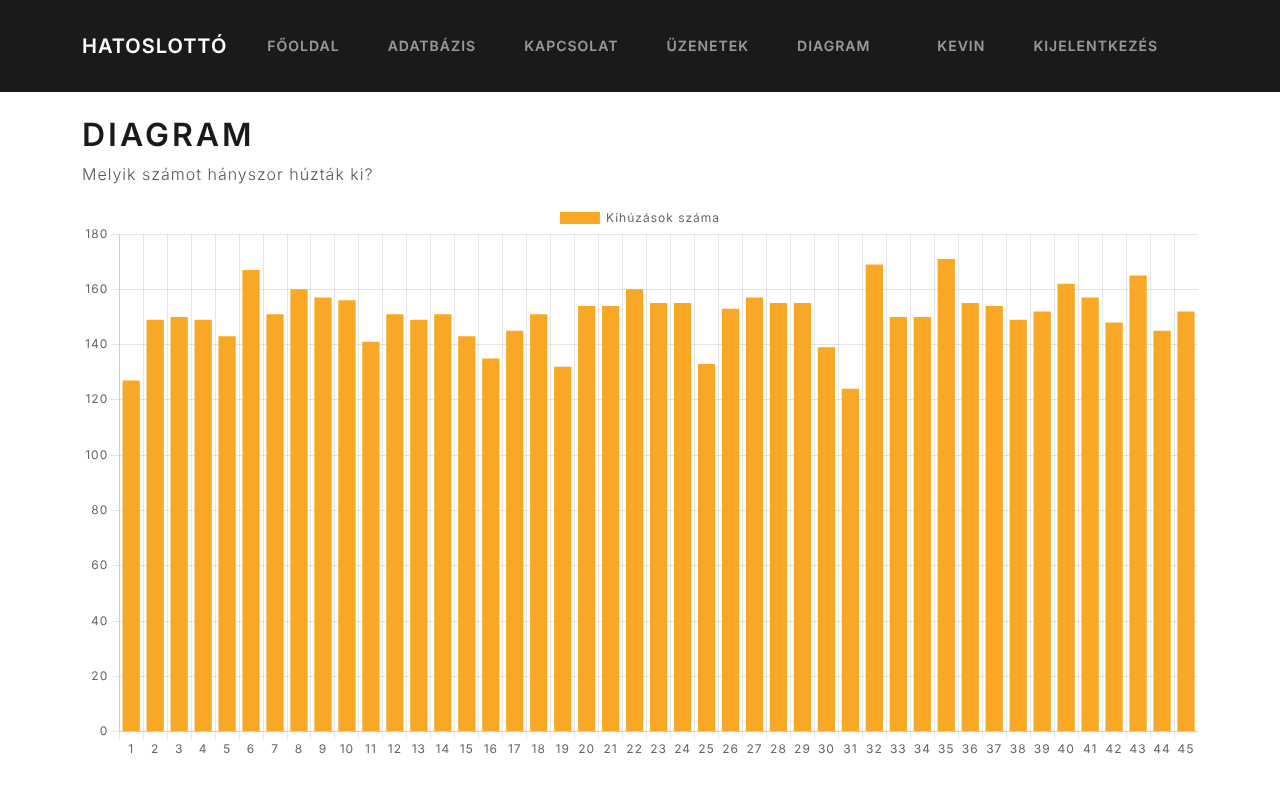 HATOSLOTTÓ FŐOLDAL ADATBÁZIS KAPCSOLAT ÜZENETEK DIAGRAM KEVIN KIJELENTKEZÉS
DIAGRAM
Melyik számot hányszor húzták ki?
Kihúzások száma
180
160
140
120
100
80
60
40
20
0
1 2 3 4 5 6 7 8 9 10 11 12 13 14 15 16 17 18 19 20 21 22 23 24 25 26 27 28 29 30 31 32 33 34 35 36 37 38 39 40 41 42 43 44 45